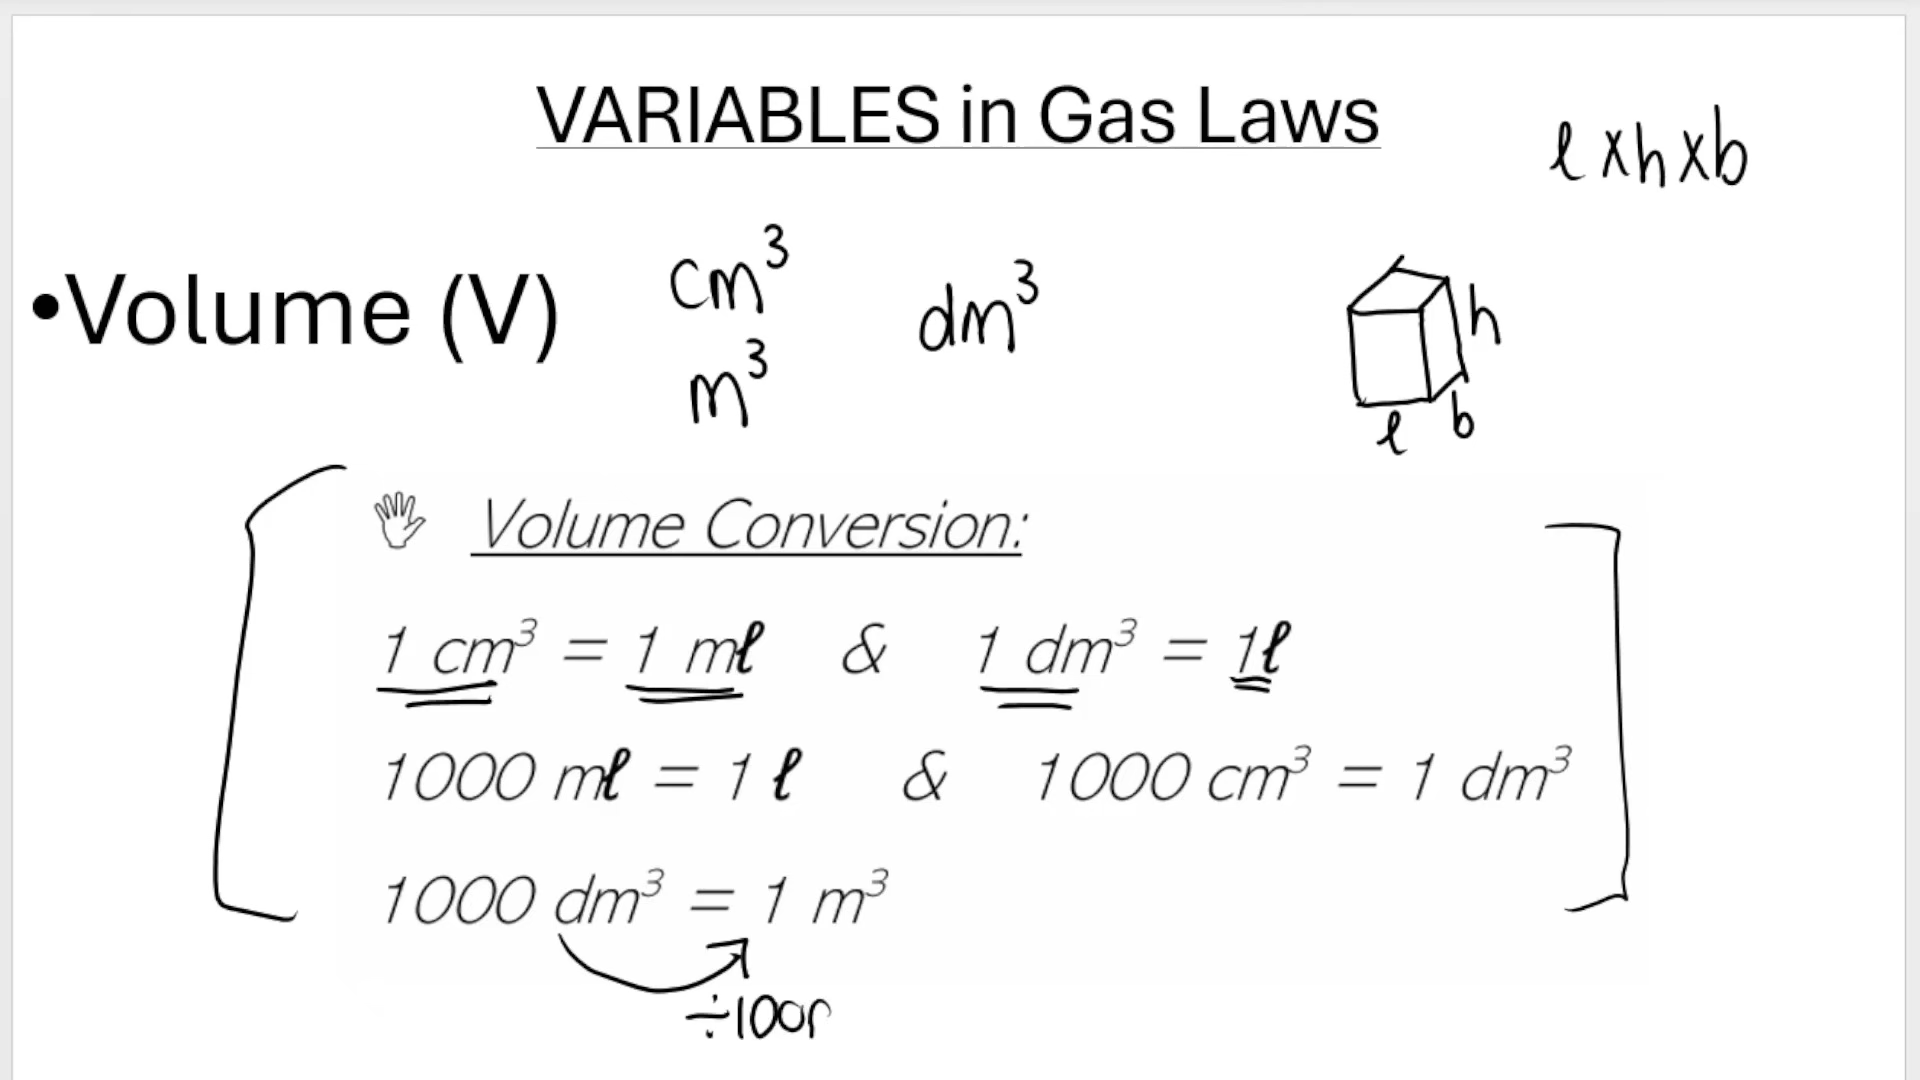 VARIABLES in Gas Laws
l x h x b
•Volume (V)
cm³
dm³
m³
h
l
b
Volume Conversion:
1 cm³ = 1 mℓ & 1 dm³ = 1ℓ
1000 mℓ = 1 ℓ & 1000 cm³ = 1 dm³
1000 dm³ = 1 m³